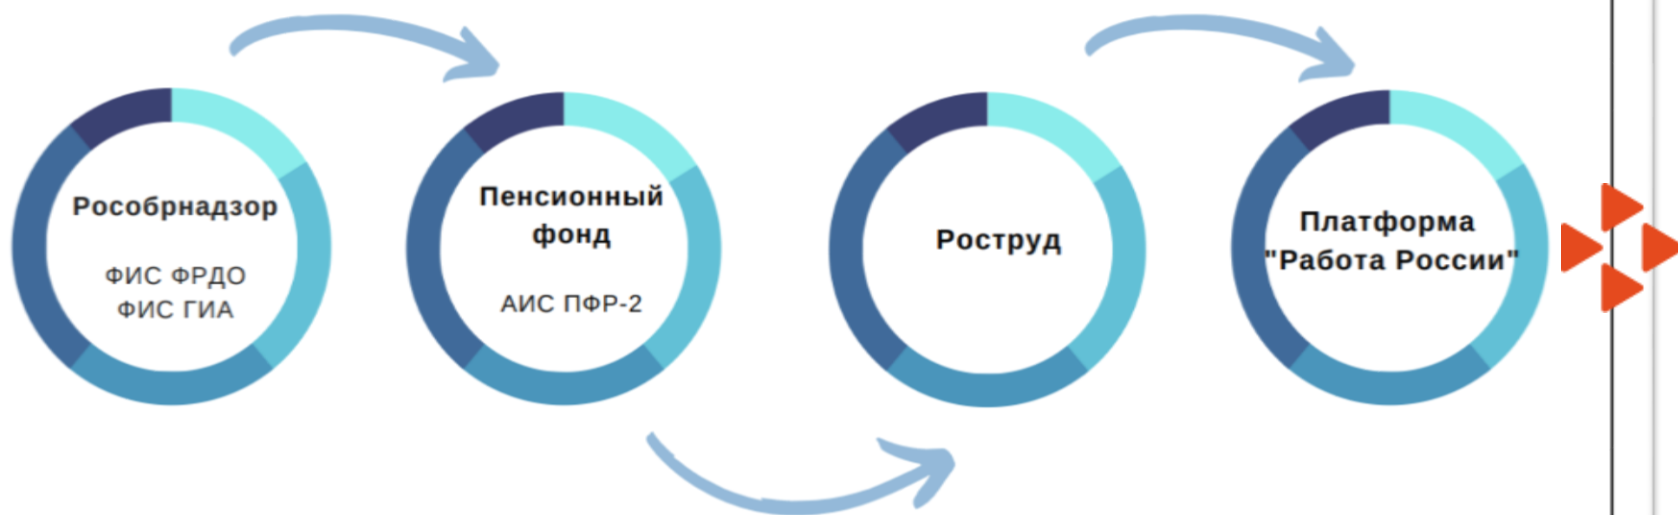 Рособрнадзор
ФИС ФРДО
ФИС ГИА
Пенсионный
фонд
АИС ПФР-2
Роструд
Платформа
"Работа России"